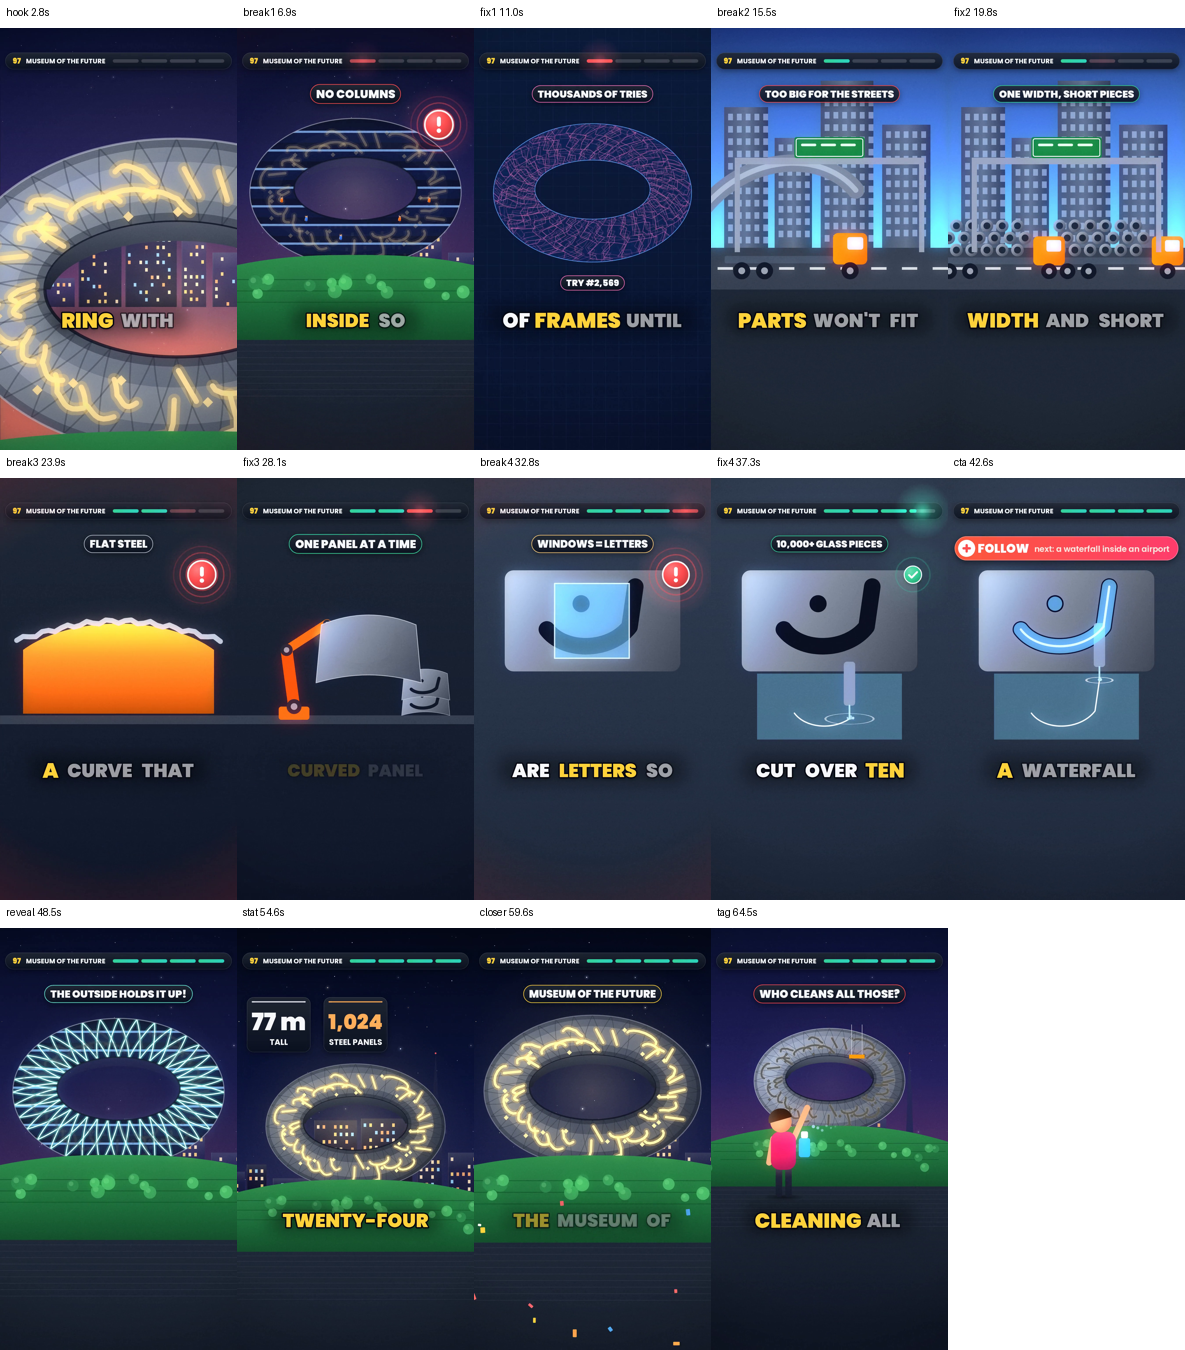 hook 2.8s
97 MUSEUM OF THE FUTURE
RING WITH
break1 6.9s
97 MUSEUM OF THE FUTURE
NO COLUMNS
!
INSIDE SO
fix1 11.0s
97 MUSEUM OF THE FUTURE
THOUSANDS OF TRIES
TRY #2,569
OF FRAMES UNTIL
break2 15.5s
97 MUSEUM OF THE FUTURE
TOO BIG FOR THE STREETS
PARTS WON'T FIT
fix2 19.8s
97 MUSEUM OF THE FUTURE
ONE WIDTH, SHORT PIECES
WIDTH AND SHORT
break3 23.9s
97 MUSEUM OF THE FUTURE
FLAT STEEL
!
A CURVE THAT
fix3 28.1s
97 MUSEUM OF THE FUTURE
ONE PANEL AT A TIME
CURVED PANEL
break4 32.8s
97 MUSEUM OF THE FUTURE
WINDOWS = LETTERS
!
ARE LETTERS SO
fix4 37.3s
97 MUSEUM OF THE FUTURE
10,000+ GLASS PIECES
CUT OVER TEN
cta 42.6s
97 MUSEUM OF THE FUTURE
FOLLOW next: a waterfall inside an airport
A WATERFALL
reveal 48.5s
97 MUSEUM OF THE FUTURE
THE OUTSIDE HOLDS IT UP!
stat 54.6s
97 MUSEUM OF THE FUTURE
77 m
TALL
1,024
STEEL PANELS
TWENTY-FOUR
closer 59.6s
97 MUSEUM OF THE FUTURE
MUSEUM OF THE FUTURE
THE MUSEUM OF
tag 64.5s
97 MUSEUM OF THE FUTURE
WHO CLEANS ALL THOSE?
CLEANING ALL